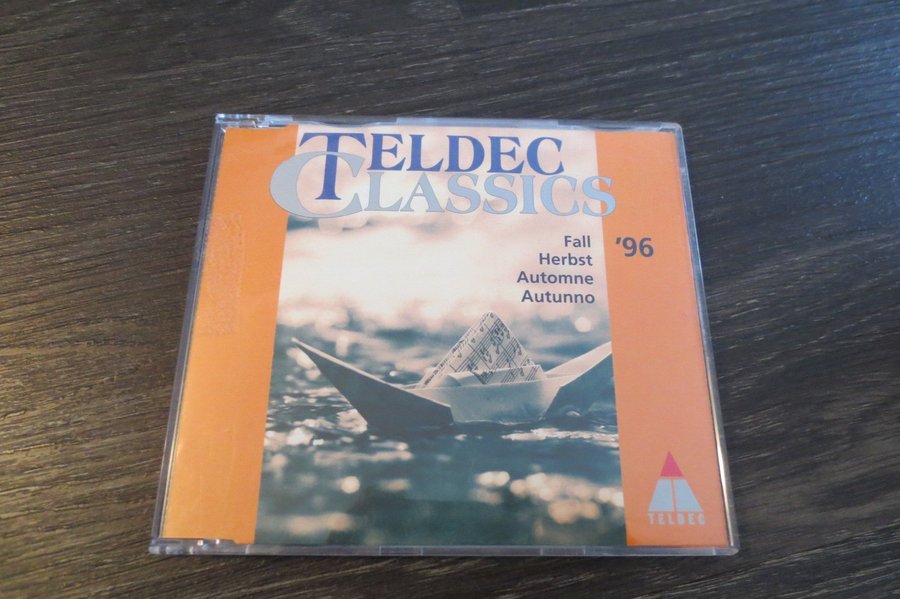 TELDEC
CLASSICS
Fall
Herbst
Automne
Autunno
'96
TELDEC